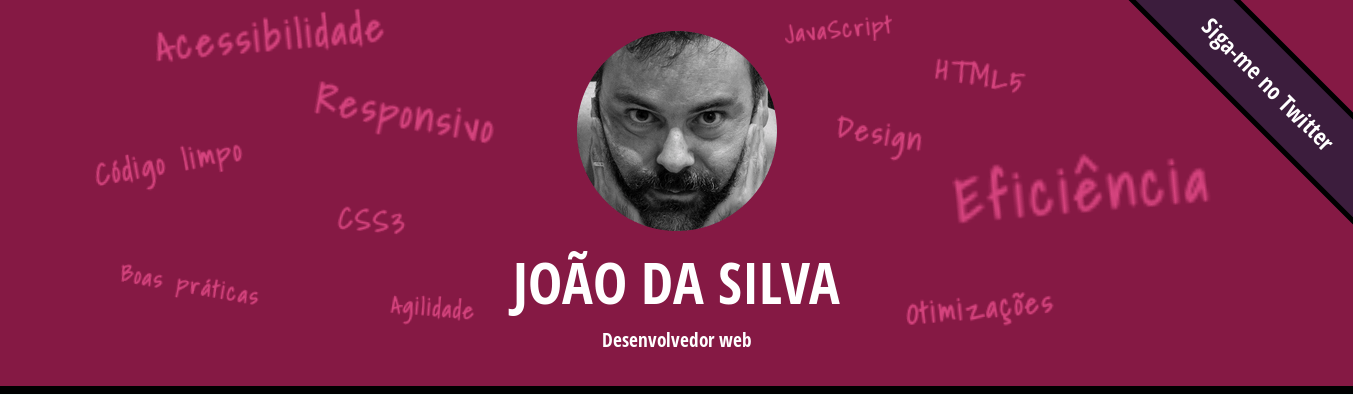 Acessibilidade
JavaScript
Siga-me no Twitter
HTML5
Responsivo
Design
Código limpo
Eficiência
CSS3
Boas práticas
Agilidade
JOÃO DA SILVA
Otimizações
Desenvolvedor web